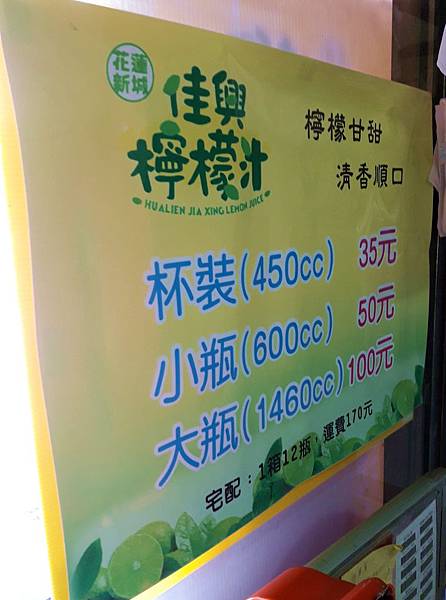 花蓮
新城
佳興
檸檬汁
HUALIEN JIA XING LEMON JUICE
檸檬甘甜
清香順口
杯裝(450cc) 35元
小瓶(600cc) 50元
大瓶(1460cc) 100元
宅配：1箱12瓶，運費170元